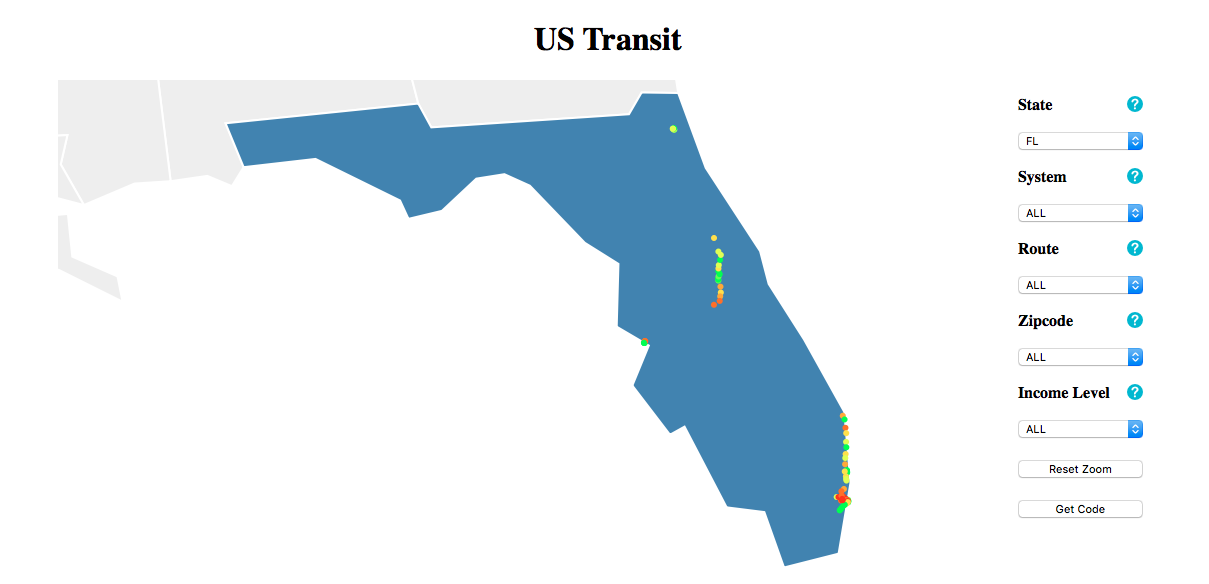 US Transit
State ?
FL
System ?
ALL
Route ?
ALL
Zipcode ?
ALL
Income Level ?
ALL
Reset Zoom
Get Code